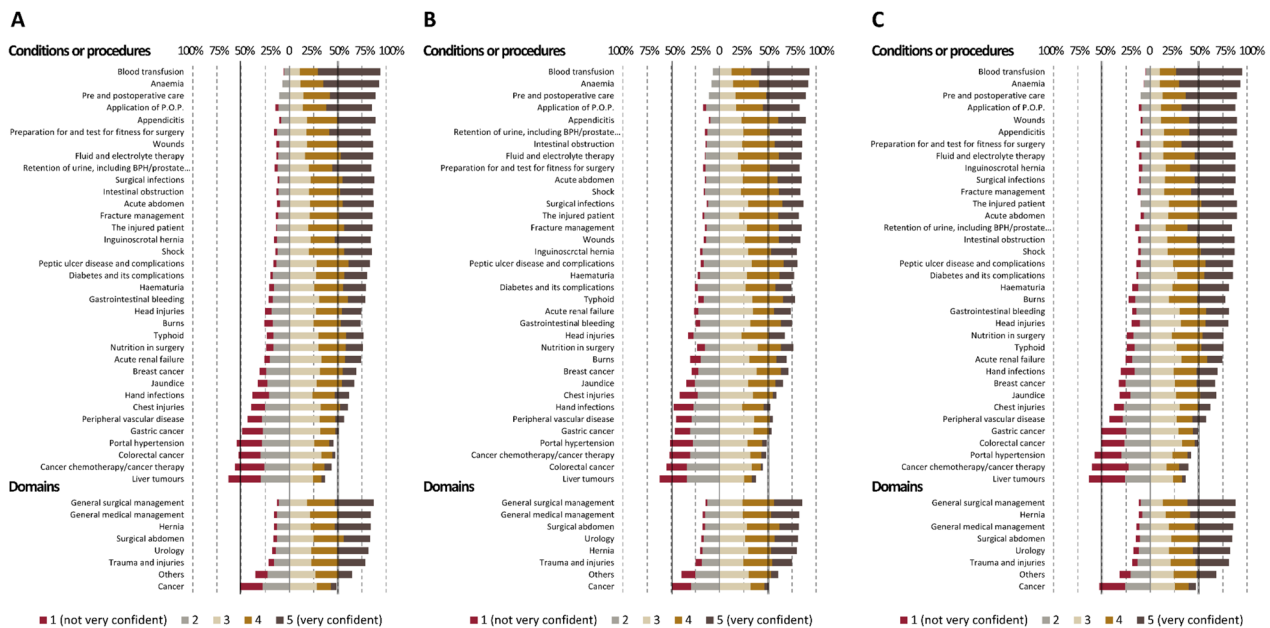 A
Conditions or procedures
100% 75% 50% 25% 0 25% 50% 75% 100%
Blood transfusion
Anaemia
Pre and postoperative care
Application of P.O.P.
Appendicitis
Preparation for and test for fitness for surgery
Wounds
Fluid and electrolyte therapy
Retention of urine, including BPH/prostate...
Surgical infections
Intestinal obstruction
Acute abdomen
Fracture management
The injured patient
Inguinoscrotal hernia
Shock
Peptic ulcer disease and complications
Diabetes and its complications
Haematuria
Gastrointestinal bleeding
Head injuries
Burns
Typhoid
Nutrition in surgery
Acute renal failure
Breast cancer
Jaundice
Hand infections
Chest injuries
Peripheral vascular disease
Gastric cancer
Portal hypertension
Colorectal cancer
Cancer chemotherapy/cancer therapy
Liver tumours
Domains
General surgical management
General medical management
Hernia
Surgical abdomen
Urology
Trauma and injuries
Others
Cancer
1 (not very confident) 2 3 4 5 (very confident)
B
Conditions or procedures
100% 75% 50% 25% 0 25% 50% 75% 100%
Blood transfusion
Anaemia
Pre and postoperative care
Application of P.O.P.
Appendicitis
Retention of urine, including BPH/prostate...
Intestinal obstruction
Fluid and electrolyte therapy
Preparation for and test for fitness for surgery
Acute abdomen
Shock
Surgical infections
The injured patient
Fracture management
Wounds
Inguinoscrctal hernia
Peptic ulcer disease and complications
Haematuria
Diabetes and its complications
Typhoid
Acute renal failure
Gastrointestinal bleeding
Head injuries
Nutrition in surgery
Burns
Breast cancer
Jaundice
Chest injuries
Hand infections
Peripheral vascular disease
Gastric cancer
Portal hypertension
Cancer chemotherapy/cancer therapy
Colorectal cancer
Liver tumours
Domains
General surgical management
General medical management
Surgical abdomen
Urology
Hernia
Trauma and injuries
Others
Cancer
1 (not very confident) 2 3 4 5 (very confident)
C
Conditions or procedures
100% 75% 50% 25% 0 25% 50% 75% 100%
Blood transfusion
Anaemia
Pre and postoperative care
Application of P.O.P.
Wounds
Appendicitis
Preparation for and test for fitness for surgery
Fluid and electrolyte therapy
Inguinoscrotal hernia
Surgical infections
Fracture management
The injured patient
Acute abdomen
Retention of urine, including BPH/prostate...
Intestinal obstruction
Shock
Peptic ulcer disease and complications
Diabetes and its complications
Haematuria
Burns
Gastrointestinal bleeding
Head injuries
Nutrition in surgery
Typhoid
Acute renal failure
Hand infections
Breast cancer
Jaundice
Chest injuries
Peripheral vascular disease
Gastric cancer
Colorectal cancer
Portal hypertension
Cancer chemotherapy/cancer therapy
Liver tumours
Domains
General surgical management
Hernia
General medical management
Surgical abdomen
Urology
Trauma and injuries
Others
Cancer
1 (not very confident) 2 3 4 5 (very confident)